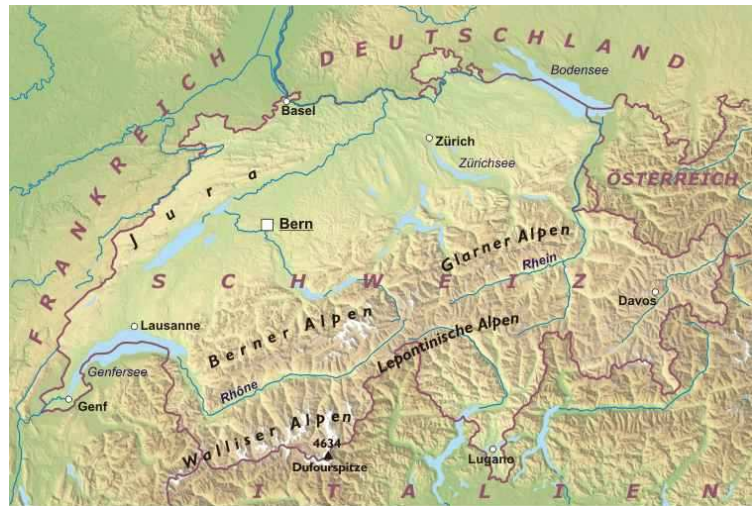 DEUTSCHLAND
FRANKREICH
Bodensee
Basel
Zürich
Zürichsee
ÖSTERREICH
Jura
Bern
Glarner Alpen
Rhein
SCHWEIZ
Davos
Lausanne
Berner Alpen
Lepontinische Alpen
Genfersee
Rhône
Genf
Walliser Alpen
4634
Dufourspitze
Lugano
ITALIEN